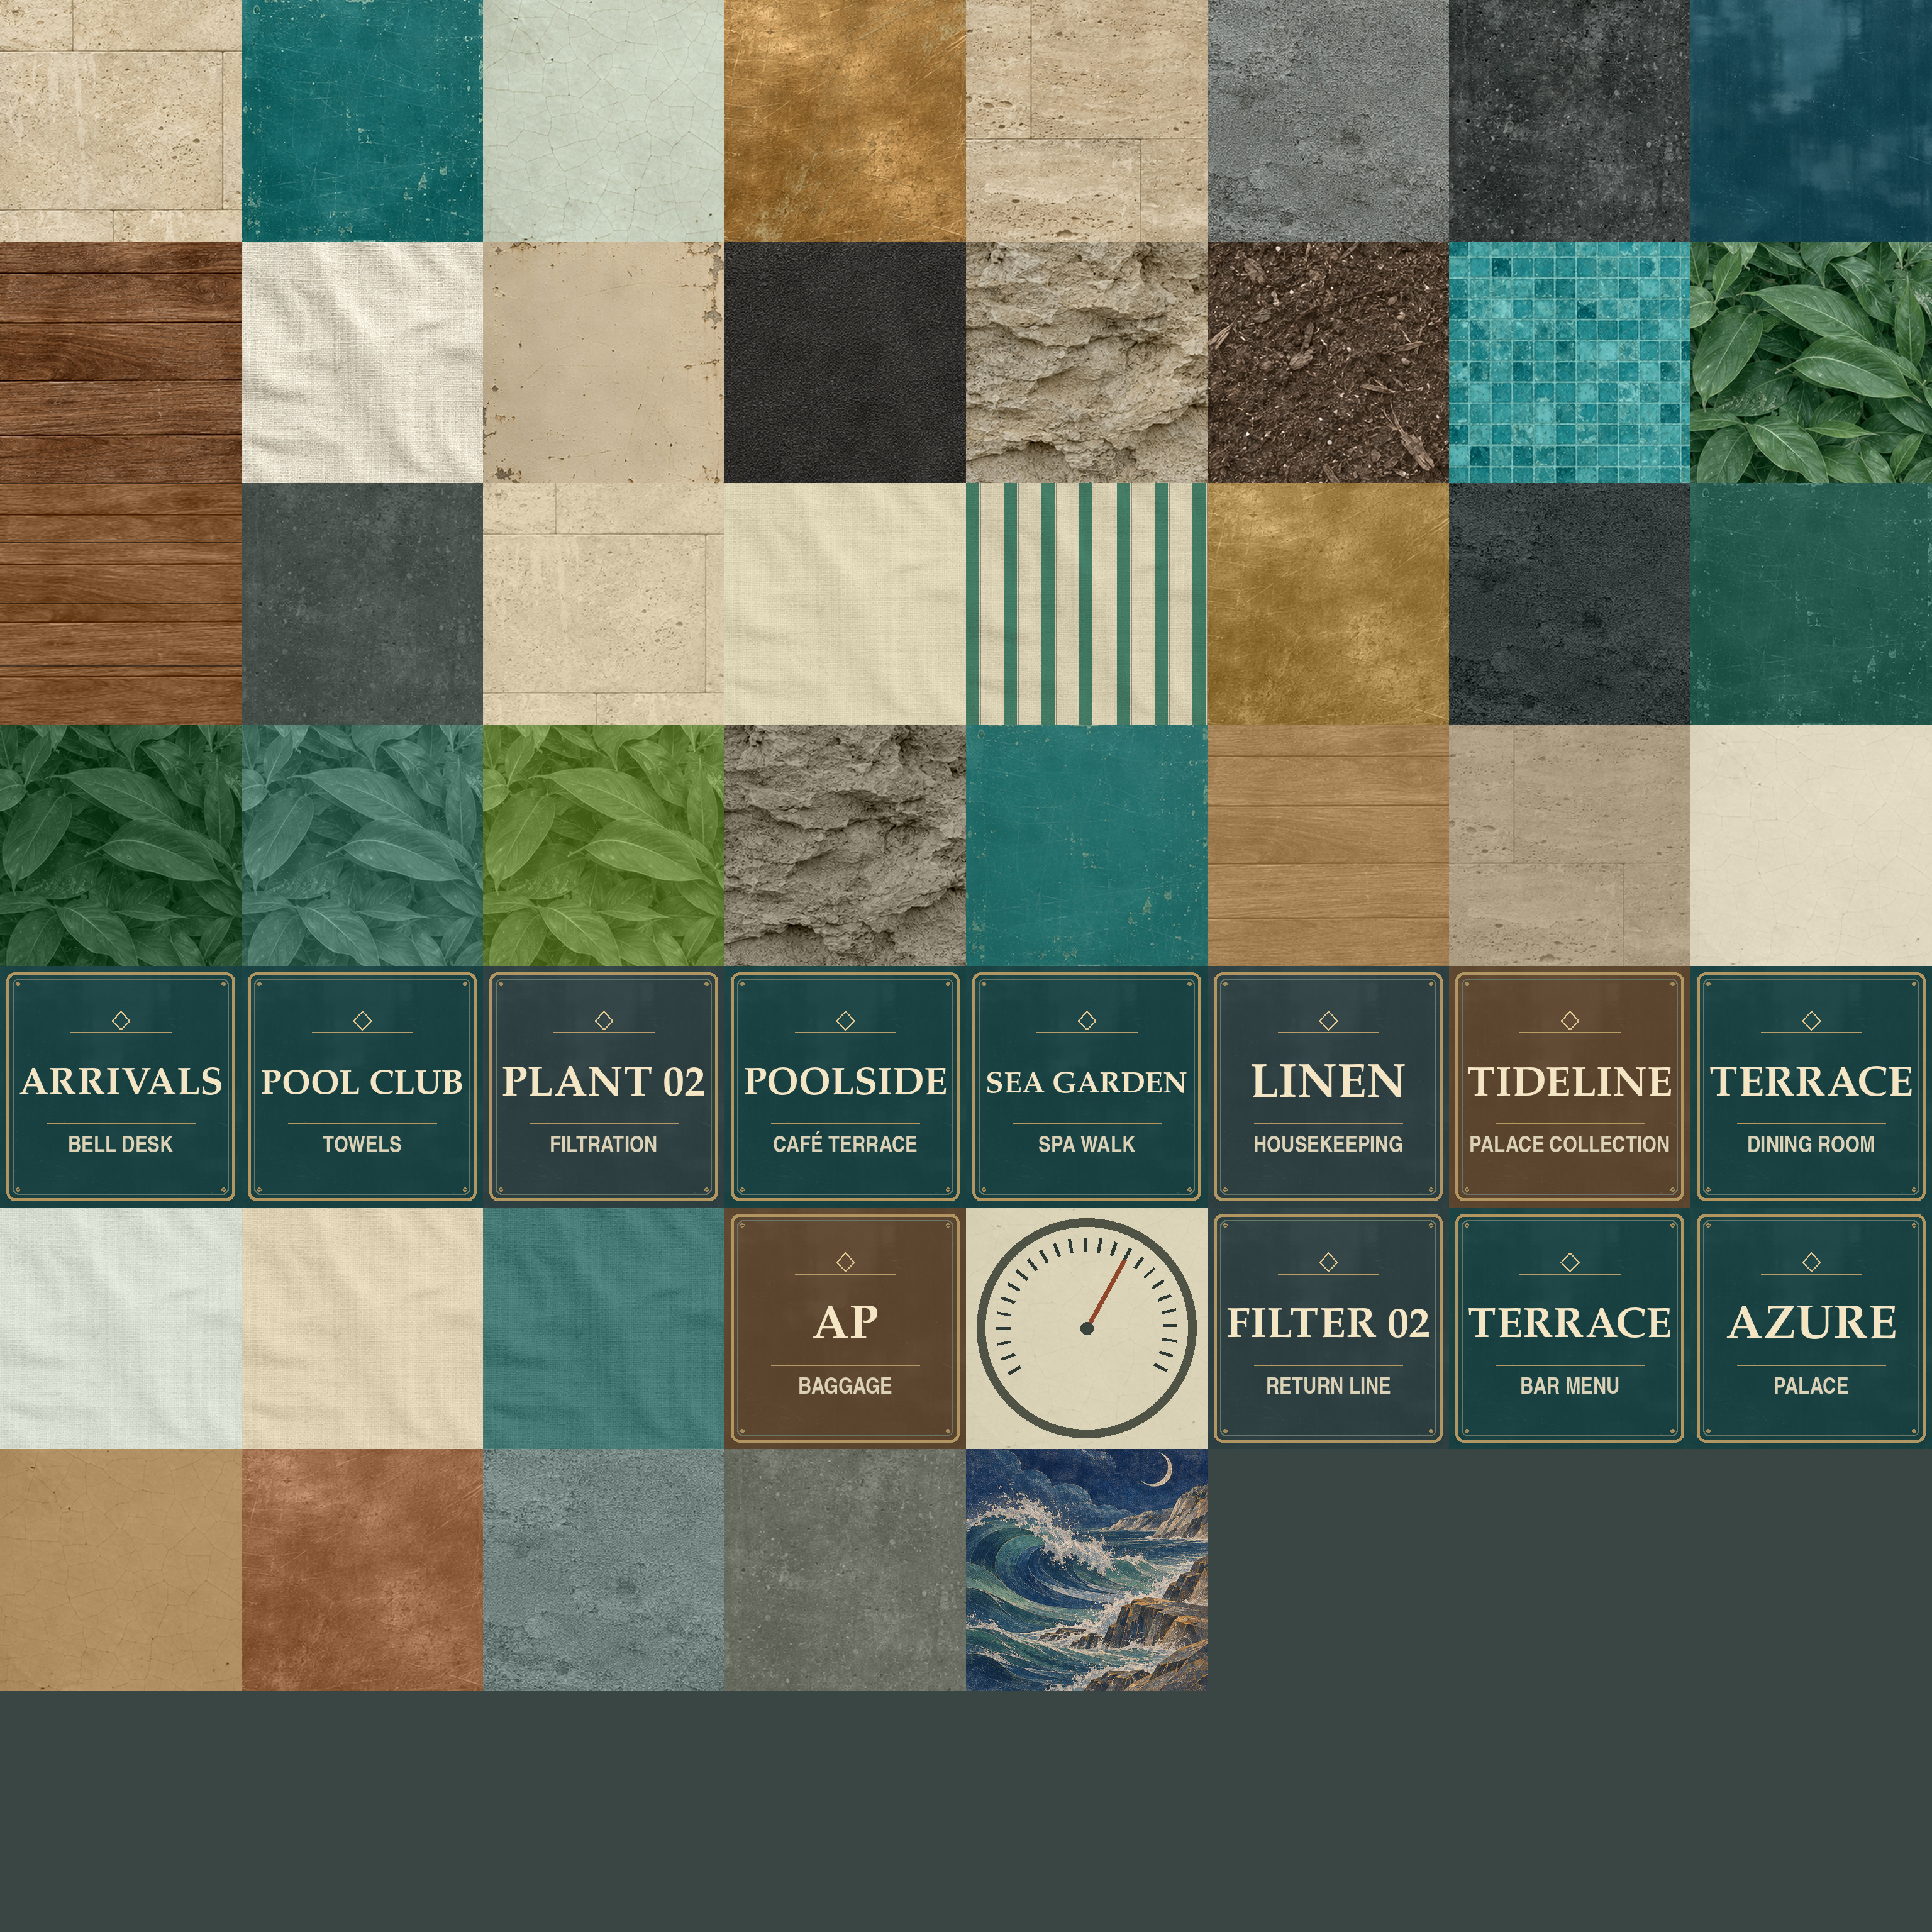 ARRIVALS
BELL DESK
POOL CLUB
TOWELS
PLANT 02
FILTRATION
POOLSIDE
CAFÉ TERRACE
SEA GARDEN
SPA WALK
LINEN
HOUSEKEEPING
TIDELINE
PALACE COLLECTION
TERRACE
DINING ROOM
AP
BAGGAGE
FILTER 02
RETURN LINE
TERRACE
BAR MENU
AZURE
PALACE